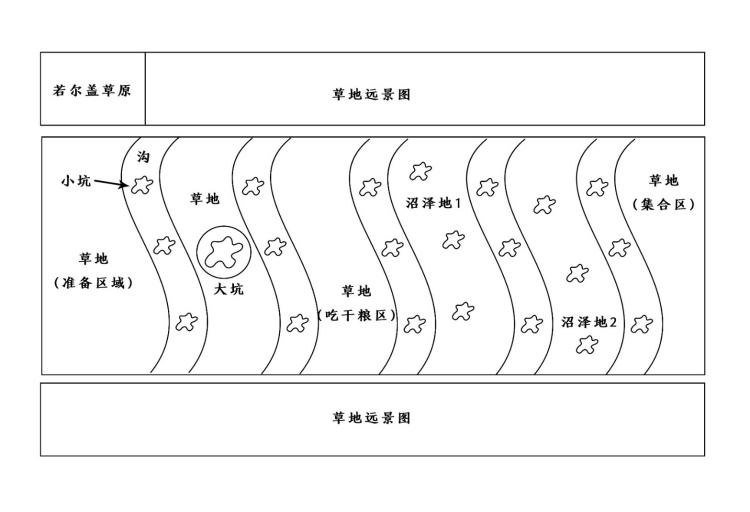 若尔盖草原
草地远景图
沟
小坑
草地
沼泽地1
草地
(集合区)
草地
(准备区域)
大坑
草地
(吃干粮区)
沼泽地2
草地远景图